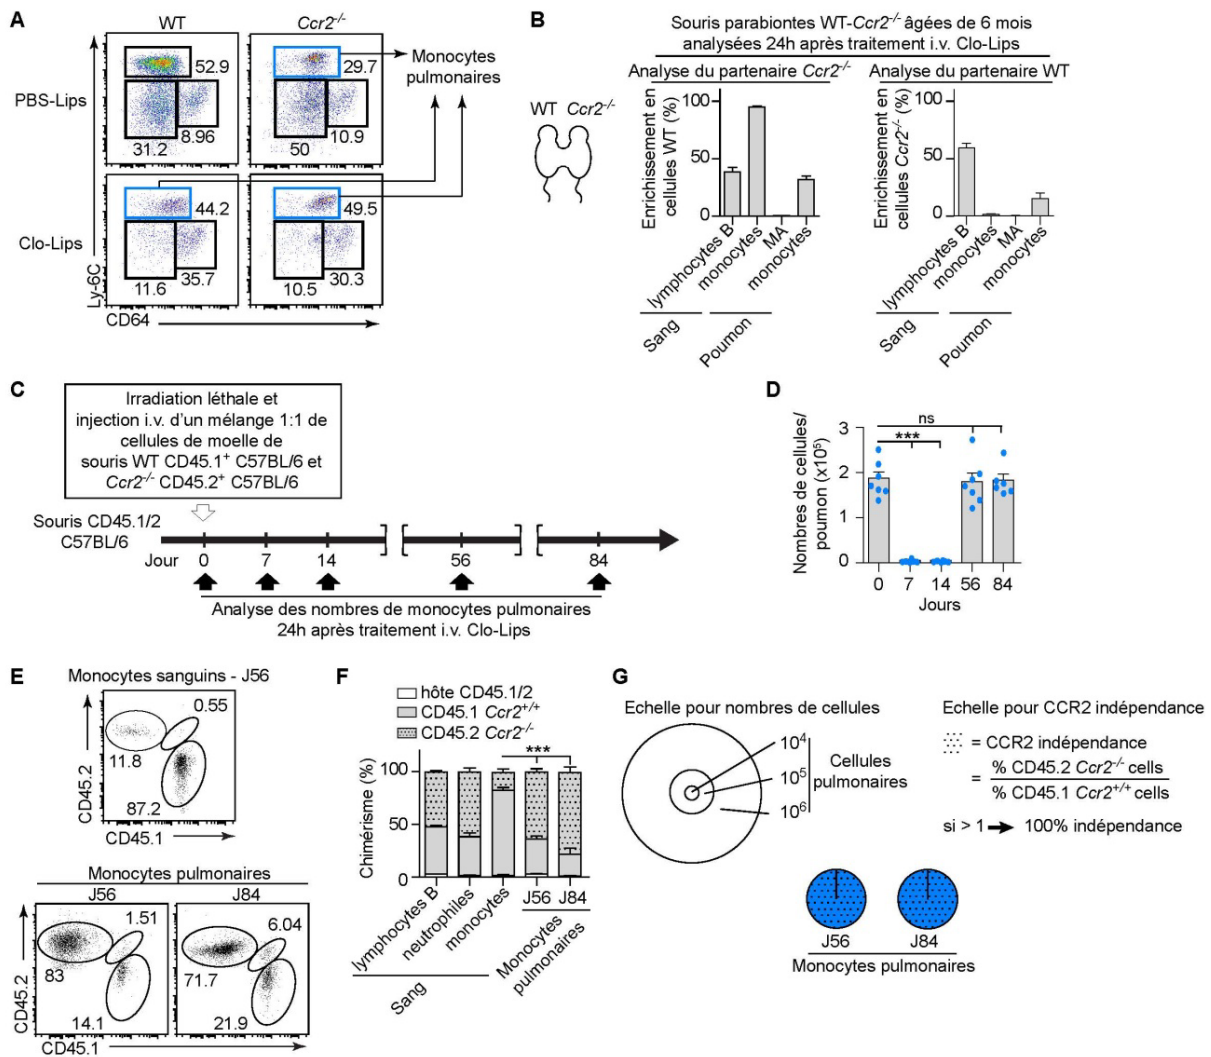 A
WT
Ccr2-/-
PBS-Lips
52.9
8.96
31.2
29.7
10.9
50
Monocytes
pulmonaires
Clo-Lips
44.2
35.7
11.6
49.5
30.3
10.5
Ly-6C
CD64
B
Souris parabiontes WT-Ccr2-/- âgées de 6 mois
analysées 24h après traitement i.v. Clo-Lips
Analyse du partenaire Ccr2-/-
Analyse du partenaire WT
WT Ccr2-/-
Enrichissement en
cellules WT (%)
100
50
0
lymphocytes B
monocytes
MA
monocytes
Sang
Poumon
Enrichissement en
cellules Ccr2-/- (%)
100
50
0
lymphocytes B
monocytes
MA
monocytes
Sang
Poumon
C
Irradiation léthale et
injection i.v. d'un mélange 1:1 de
cellules de moelle de
souris WT CD45.1+ C57BL/6 et
Ccr2-/- CD45.2+ C57BL/6
Souris CD45.1/2
C57BL/6
Jour
0
7
14
56
84
Analyse des nombres de monocytes pulmonaires
24h après traitement i.v. Clo-Lips
D
ns
***
Nombres de cellules/
poumon (x10⁵)
3
2
1
0
0 7 14 56 84
Jours
E
Monocytes sanguins - J56
0.55
11.8
87.2
CD45.2
CD45.1
Monocytes pulmonaires
J56
J84
1.51
83
14.1
6.04
71.7
21.9
CD45.2
CD45.1
F
hôte CD45.1/2
CD45.1 Ccr2+/+
CD45.2 Ccr2-/-
***
Chimérisme (%)
100
50
0
lymphocytes B
neutrophiles
monocytes
J56
J84
Sang
Monocytes
pulmonaires
G
Echelle pour nombres de cellules
10⁴
10⁵
10⁶
Cellules
pulmonaires
Echelle pour CCR2 indépendance
= CCR2 indépendance
= % CD45.2 Ccr2-/- cells
% CD45.1 Ccr2+/+ cells
si > 1 ➡ 100% indépendance
J56
J84
Monocytes pulmonaires